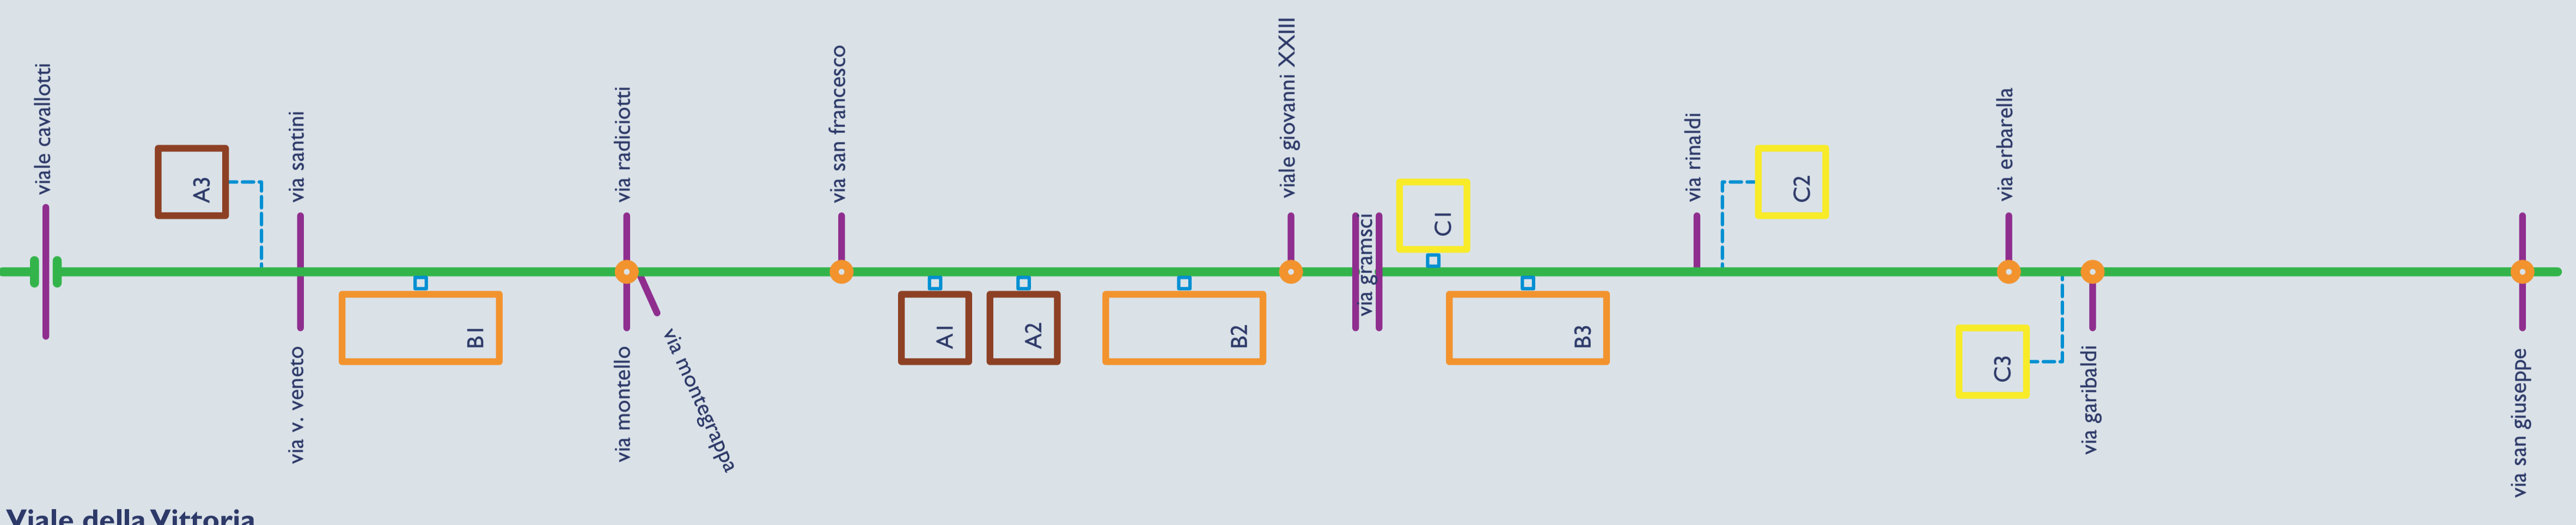 viale cavallotti
A3
via santini
via v. veneto
B1
via radiciotti
via montello
via montegrappa
via san francesco
A1
A2
B2
viale giovanni XXIII
via gramsci
C1
B3
via rinaldi
C2
via erbarella
C3
via garibaldi
via san giuseppe
Viale della Vittoria